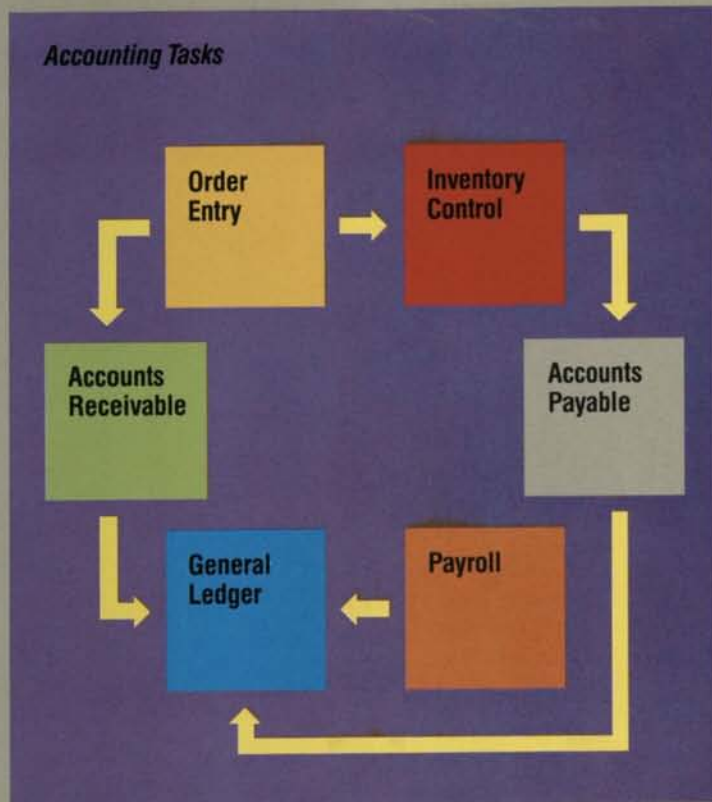 Accounting Tasks
Order
Entry
Inventory
Control
Accounts
Receivable
Accounts
Payable
General
Ledger
Payroll